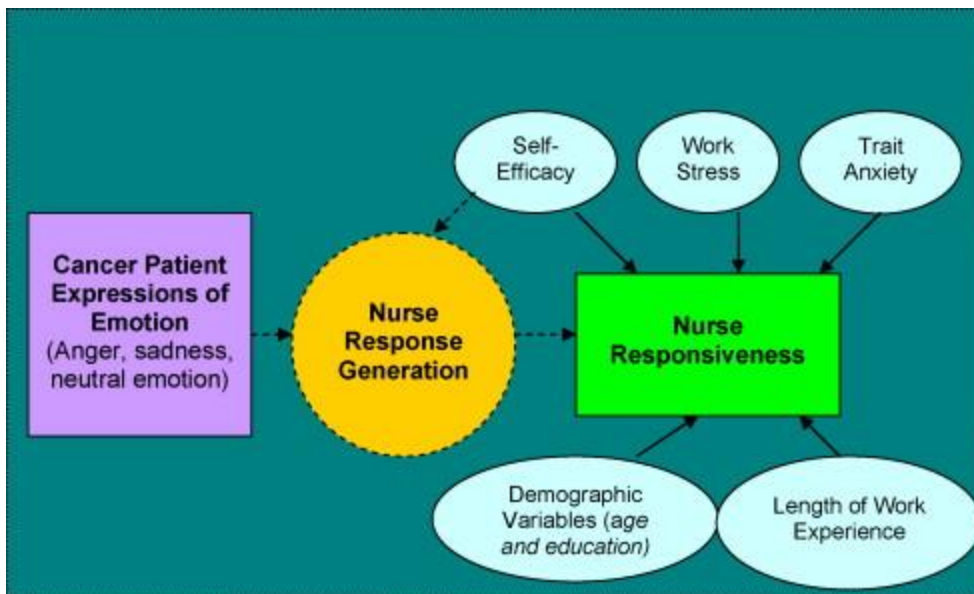 Self-
Efficacy
Work
Stress
Trait
Anxiety
Cancer Patient
Expressions of
Emotion
(Anger, sadness,
neutral emotion)
Nurse
Response
Generation
Nurse
Responsiveness
Demographic
Variables (age
and education)
Length of Work
Experience